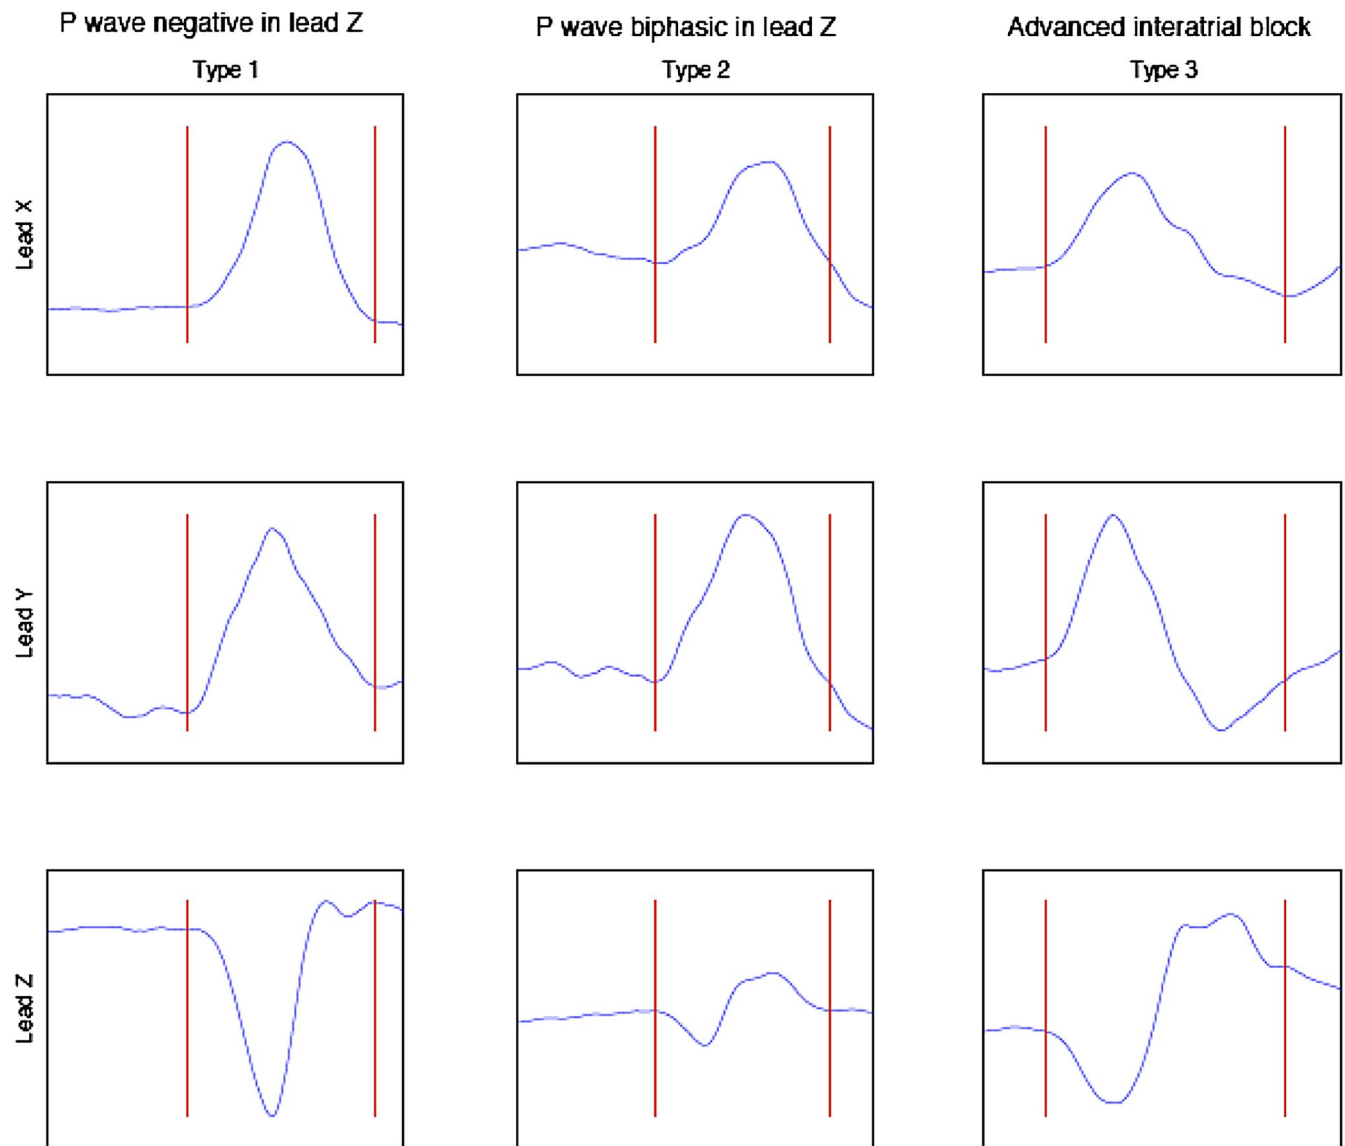 P wave negative in lead Z
P wave biphasic in lead Z
Advanced interatrial block
Type 1
Type 2
Type 3
Lead X
Lead Y
Lead Z